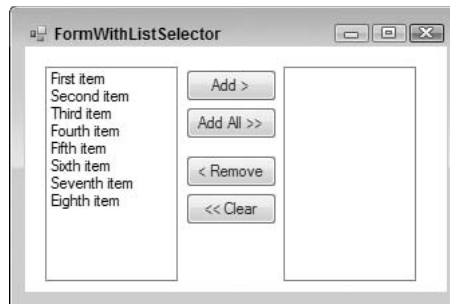 FormWithListSelector
First item
Second item
Third item
Fourth item
Fifth item
Sixth item
Seventh item
Eighth item
Add >
Add All >>
< Remove
<< Clear